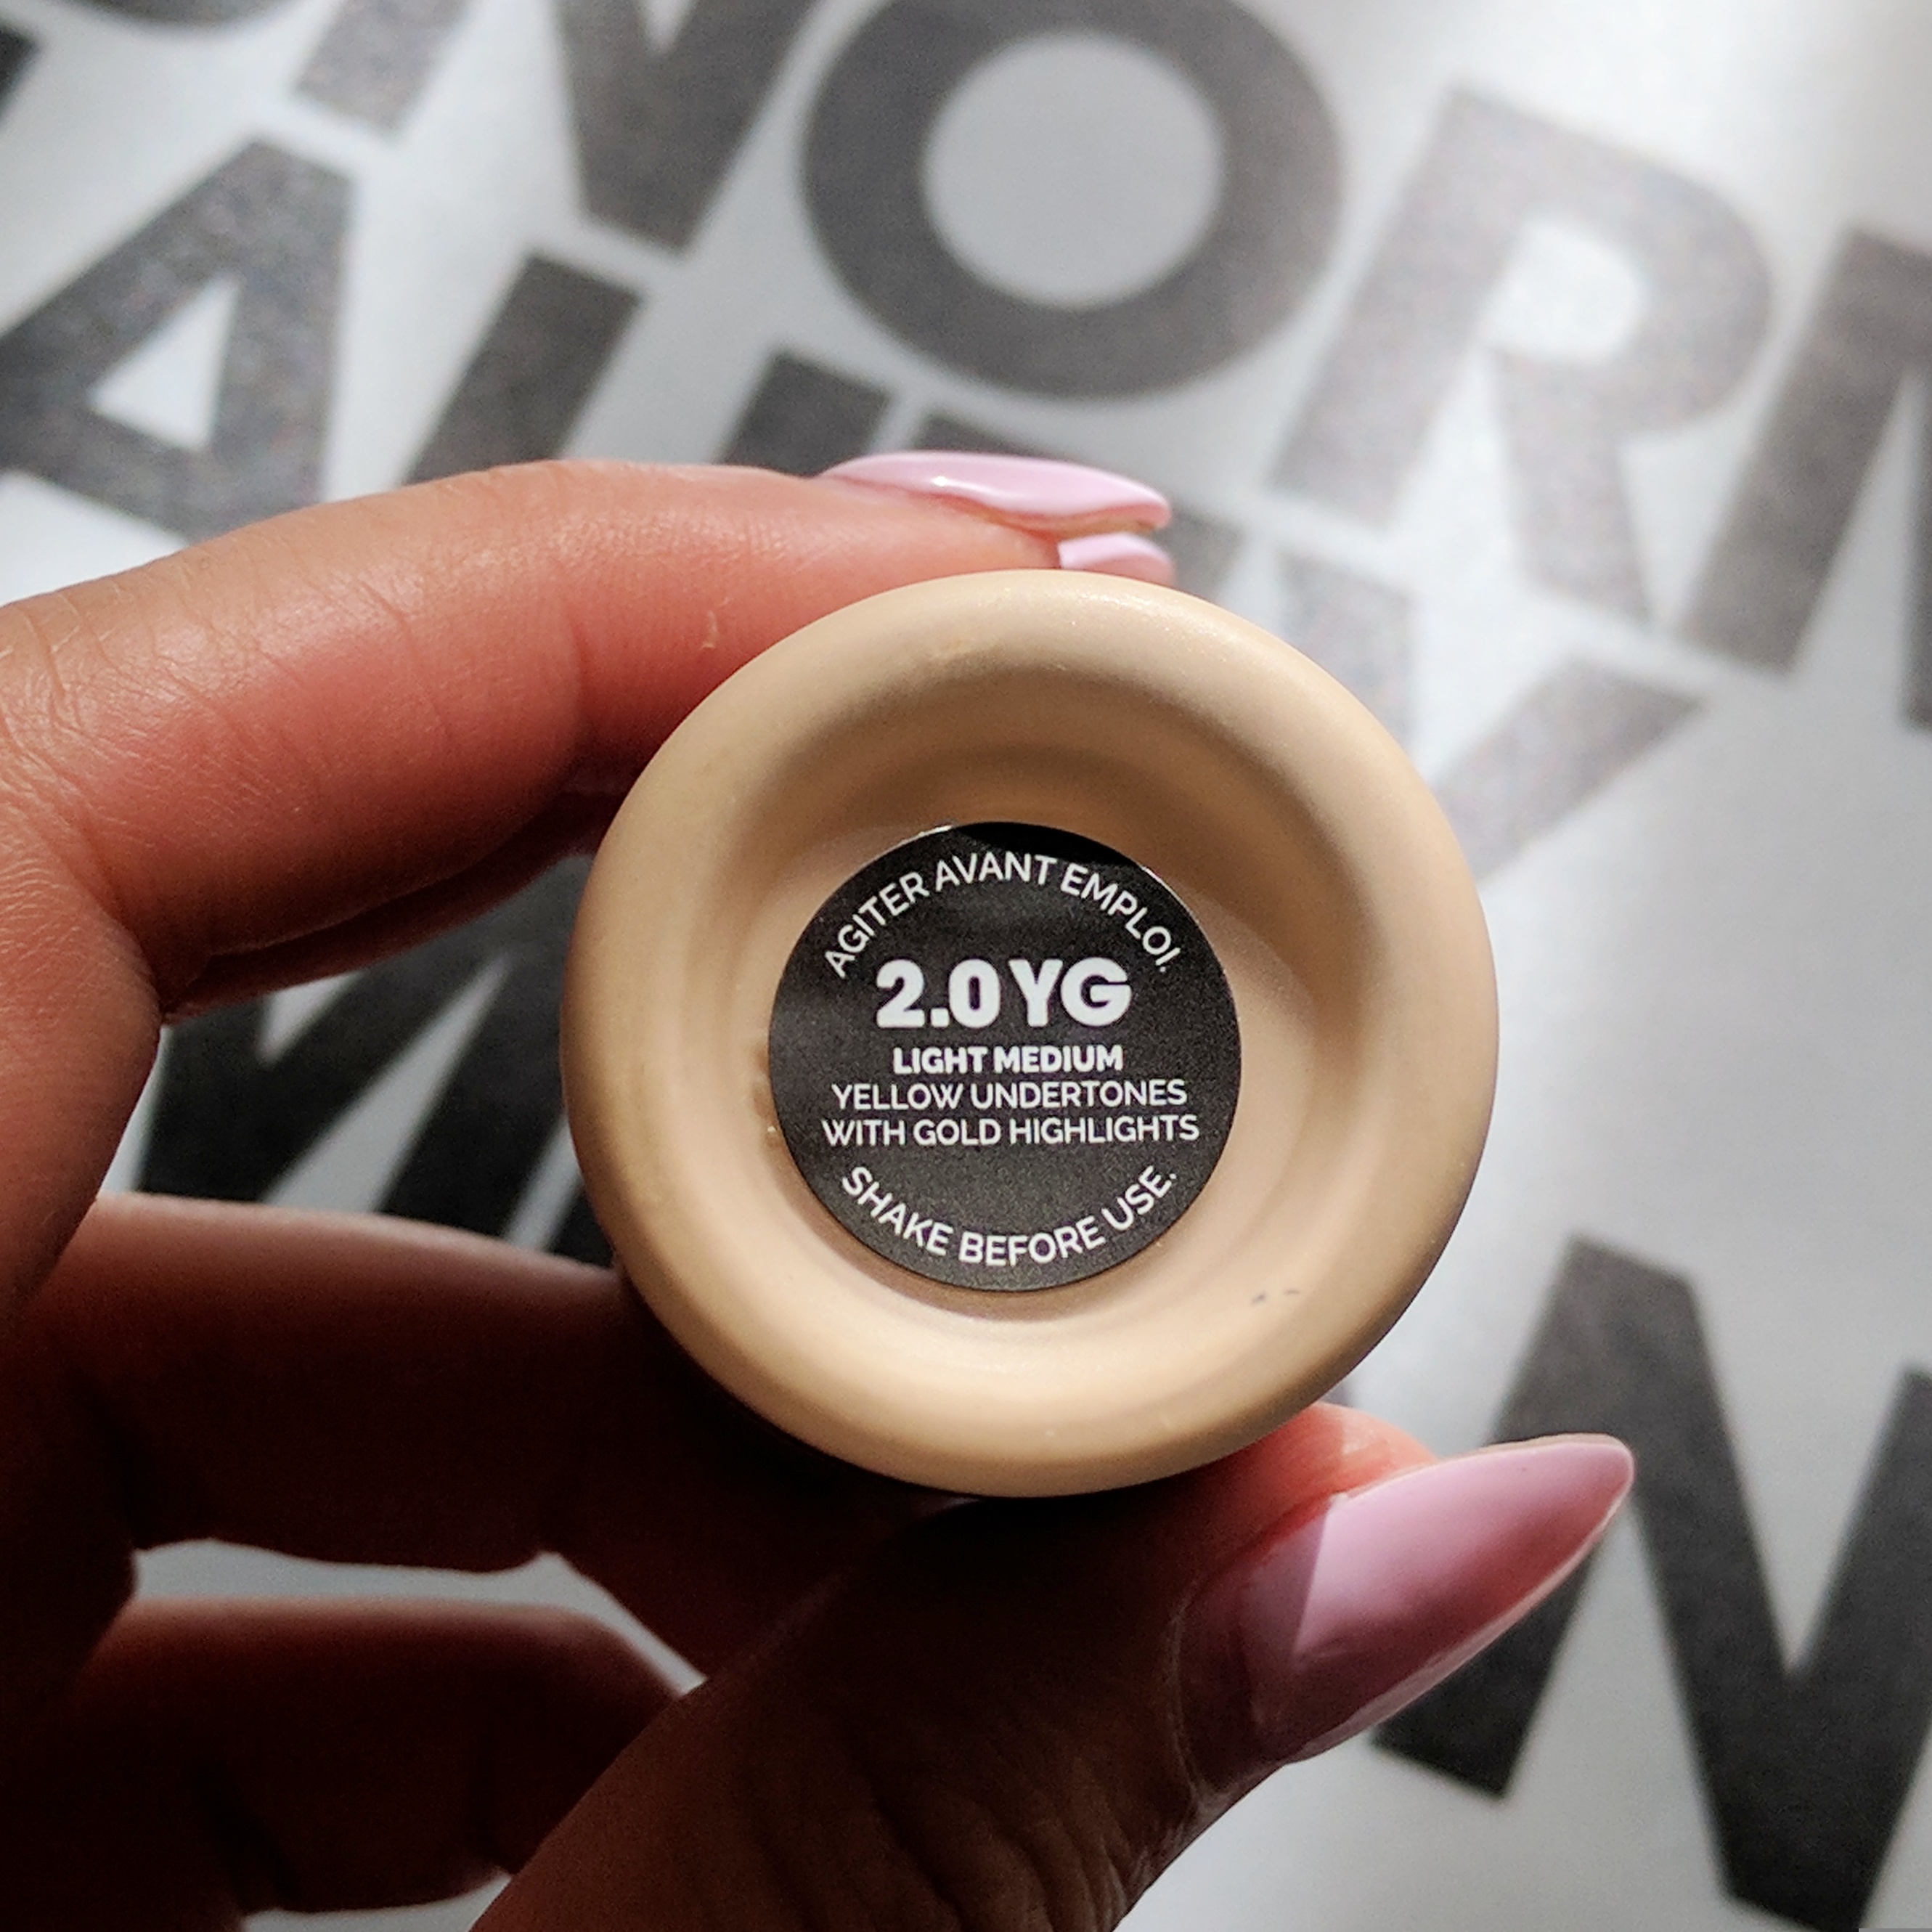 AGITER AVANT EMPLOI.
2.0 YG
LIGHT MEDIUM
YELLOW UNDERTONES
WITH GOLD HIGHLIGHTS
SHAKE BEFORE USE.